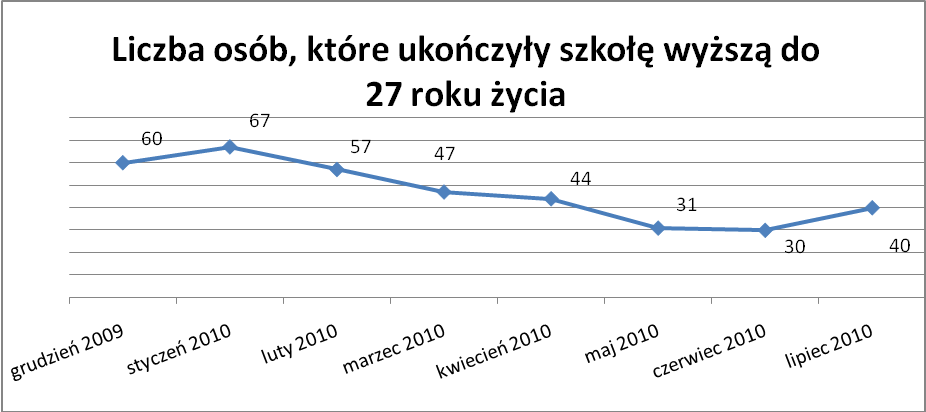 Liczba osób, które ukończyły szkołę wyższą do
27 roku życia
60
67
57
47
44
31
30
40
grudzień 2009
styczeń 2010
luty 2010
marzec 2010
kwiecień 2010
maj 2010
czerwiec 2010
lipiec 2010